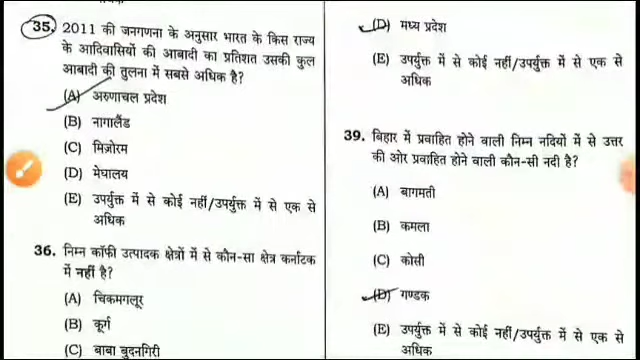 35. 2011 की जनगणना के अनुसार भारत के किस राज्य
के आदिवासियों की आबादी का प्रतिशत उसकी कुल
आबादी की तुलना में सबसे अधिक है?
(A) अरुणाचल प्रदेश
(B) नागालैंड
(C) मिज़ोरम
(D) मेघालय
(E) उपर्युक्त में से कोई नहीं/उपर्युक्त में से एक से
अधिक
36. निम्न कॉफी उत्पादक क्षेत्रों में से कौन-सा क्षेत्र कर्नाटक
में नहीं है?
(A) चिकमगलूर
(B) कूर्ग
(C) बाबा बुदनगिरी
(D) मध्य प्रदेश
(E) उपर्युक्त में से कोई नहीं/उपर्युक्त में से एक से
अधिक
39. बिहार में प्रवाहित होने वाली निम्न नदियों में से उत्तर
की ओर प्रवाहित होने वाली कौन-सी नदी है?
(A) बागमती
(B) कमला
(C) कोसी
(D) गण्डक
(E) उपर्युक्त में से कोई नहीं/उपर्युक्त में से एक से
अधिक